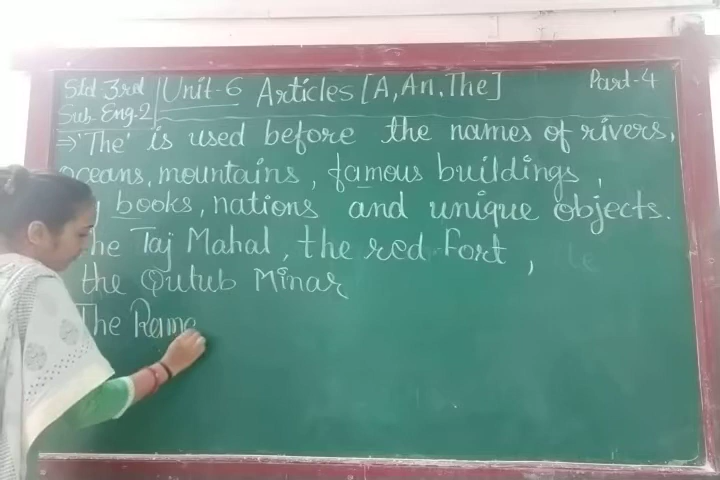 Std-3rd Unit-6 Articles [A, An, The] Part-4
Sub-Eng-2
⇒ 'The' is used before the names of rivers,
oceans, mountains, famous buildings,
books, nations and unique objects.
The Taj Mahal, the red Fort,
the Qutub Minar
The Rama